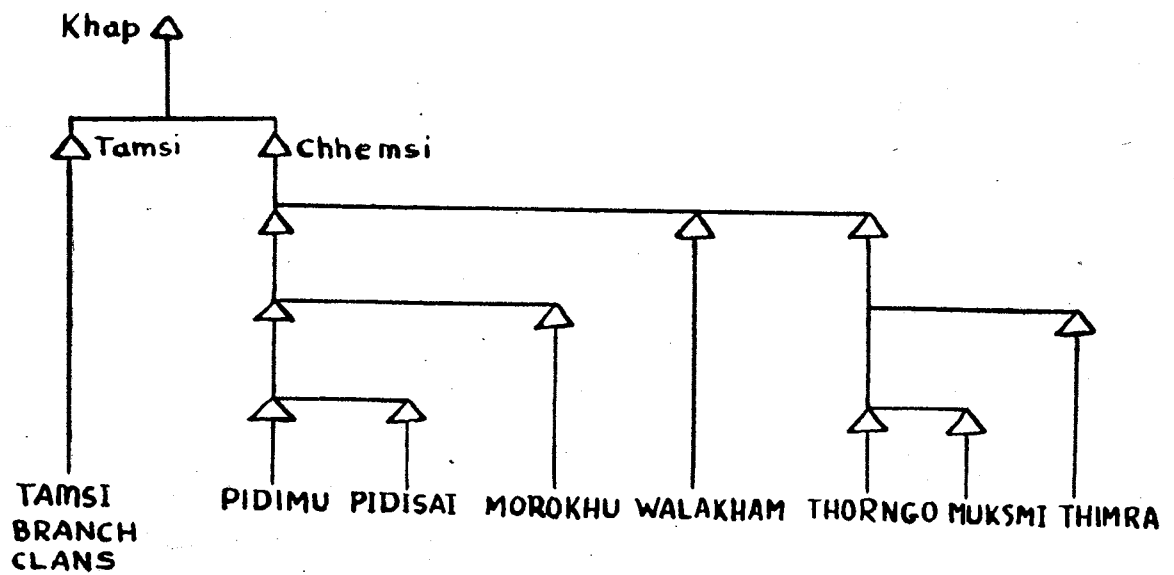 Khap
Tamsi Chhemsi
TAMSI PIDIMU PIDISAI MOROKHU WALAKHAM THORNGO MUKSMI THIMRA
BRANCH
CLANS